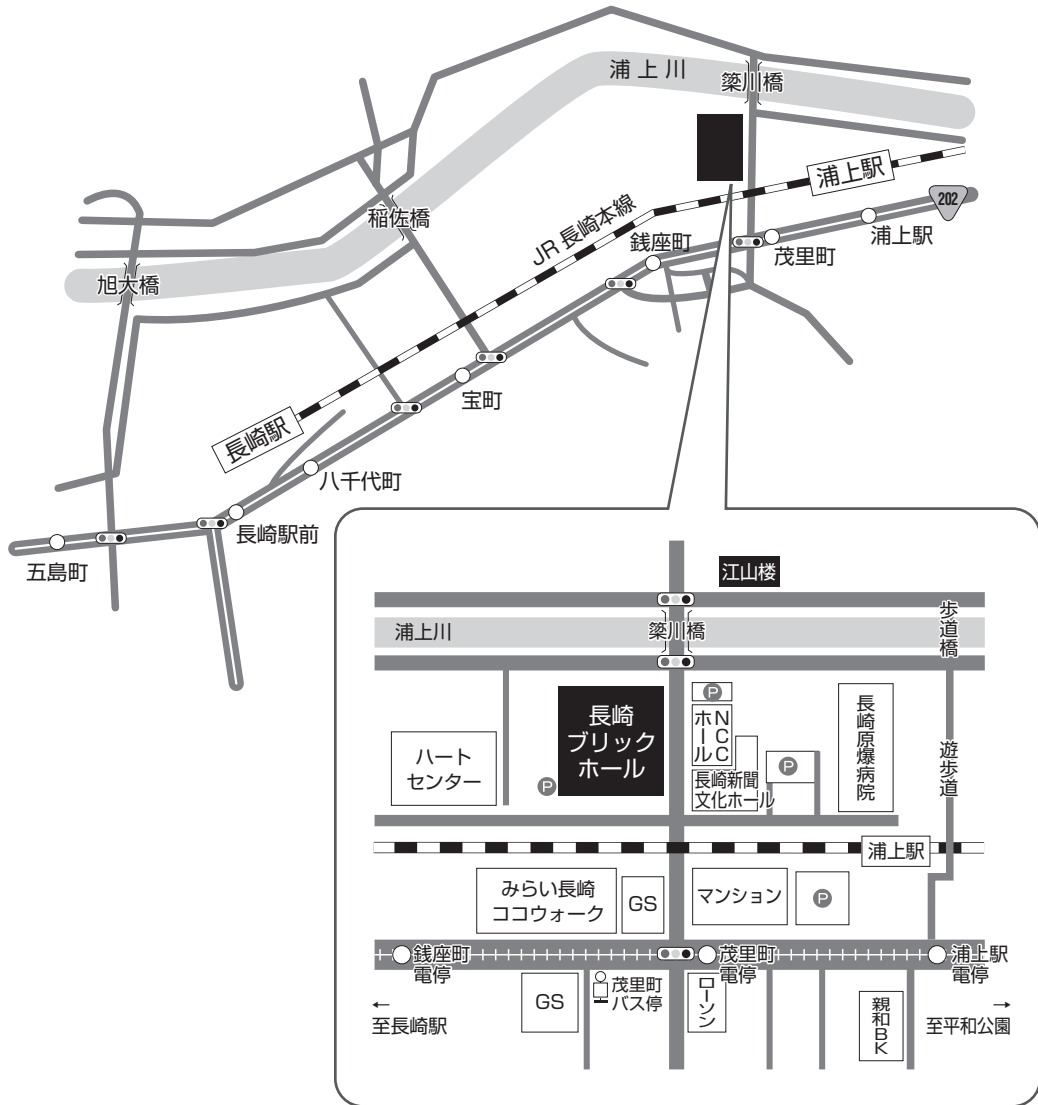 浦上川
簗川橋
浦上駅
202
稲佐橋
JR 長崎本線
銭座町
浦上駅
茂里町
旭大橋
宝町
長崎駅
八千代町
長崎駅前
五島町
江山楼
浦上川
簗川橋
歩道橋
P
長崎
ブリック
ホール
NCC
ホール
長崎原爆病院
ハート
センター
遊歩道
P
P
長崎新聞
文化ホール
浦上駅
みらい長崎
ココウォーク
GS
マンション
P
銭座町
電停
茂里町
電停
浦上駅
電停
GS
茂里町
バス停
ローソン
親和BK
←
至長崎駅
→
至平和公園